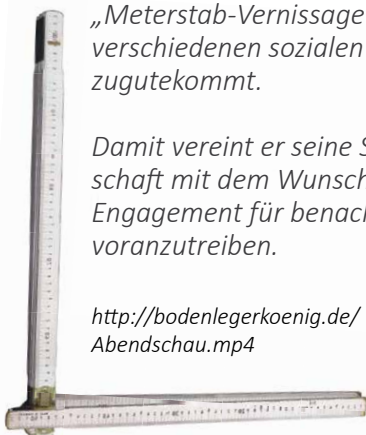 „Meterstab-Vernissage
verschiedenen sozialen
zugutekommt.
Damit vereint er seine S
schaft mit dem Wunsch
Engagement für benach
voranzutreiben.
http://bodenlegerkoenig.de/
Abendschau.mp4